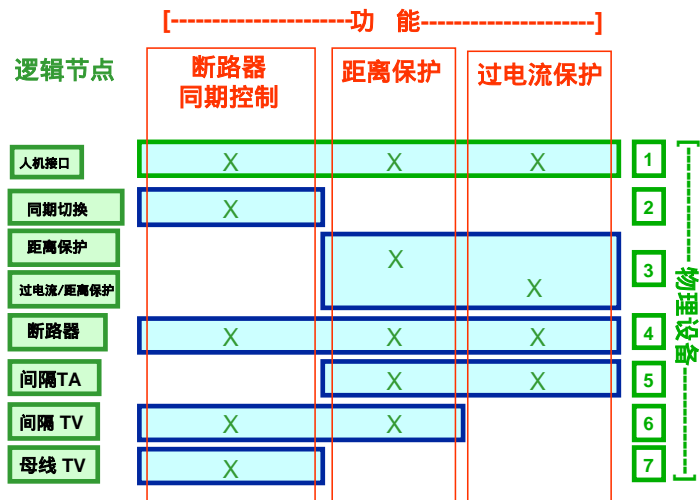 [----------------------功 能----------------------]
逻辑节点
断路器
同期控制
距离保护
过电流保护
人机接口 X X X 1
同期切换 X 2
距离保护 X
过电流/距离保护 X 3
断路器 X X X 4
间隔TA X X 5
间隔 TV X X 6
母线 TV X 7
[--------------物理设备--------------]